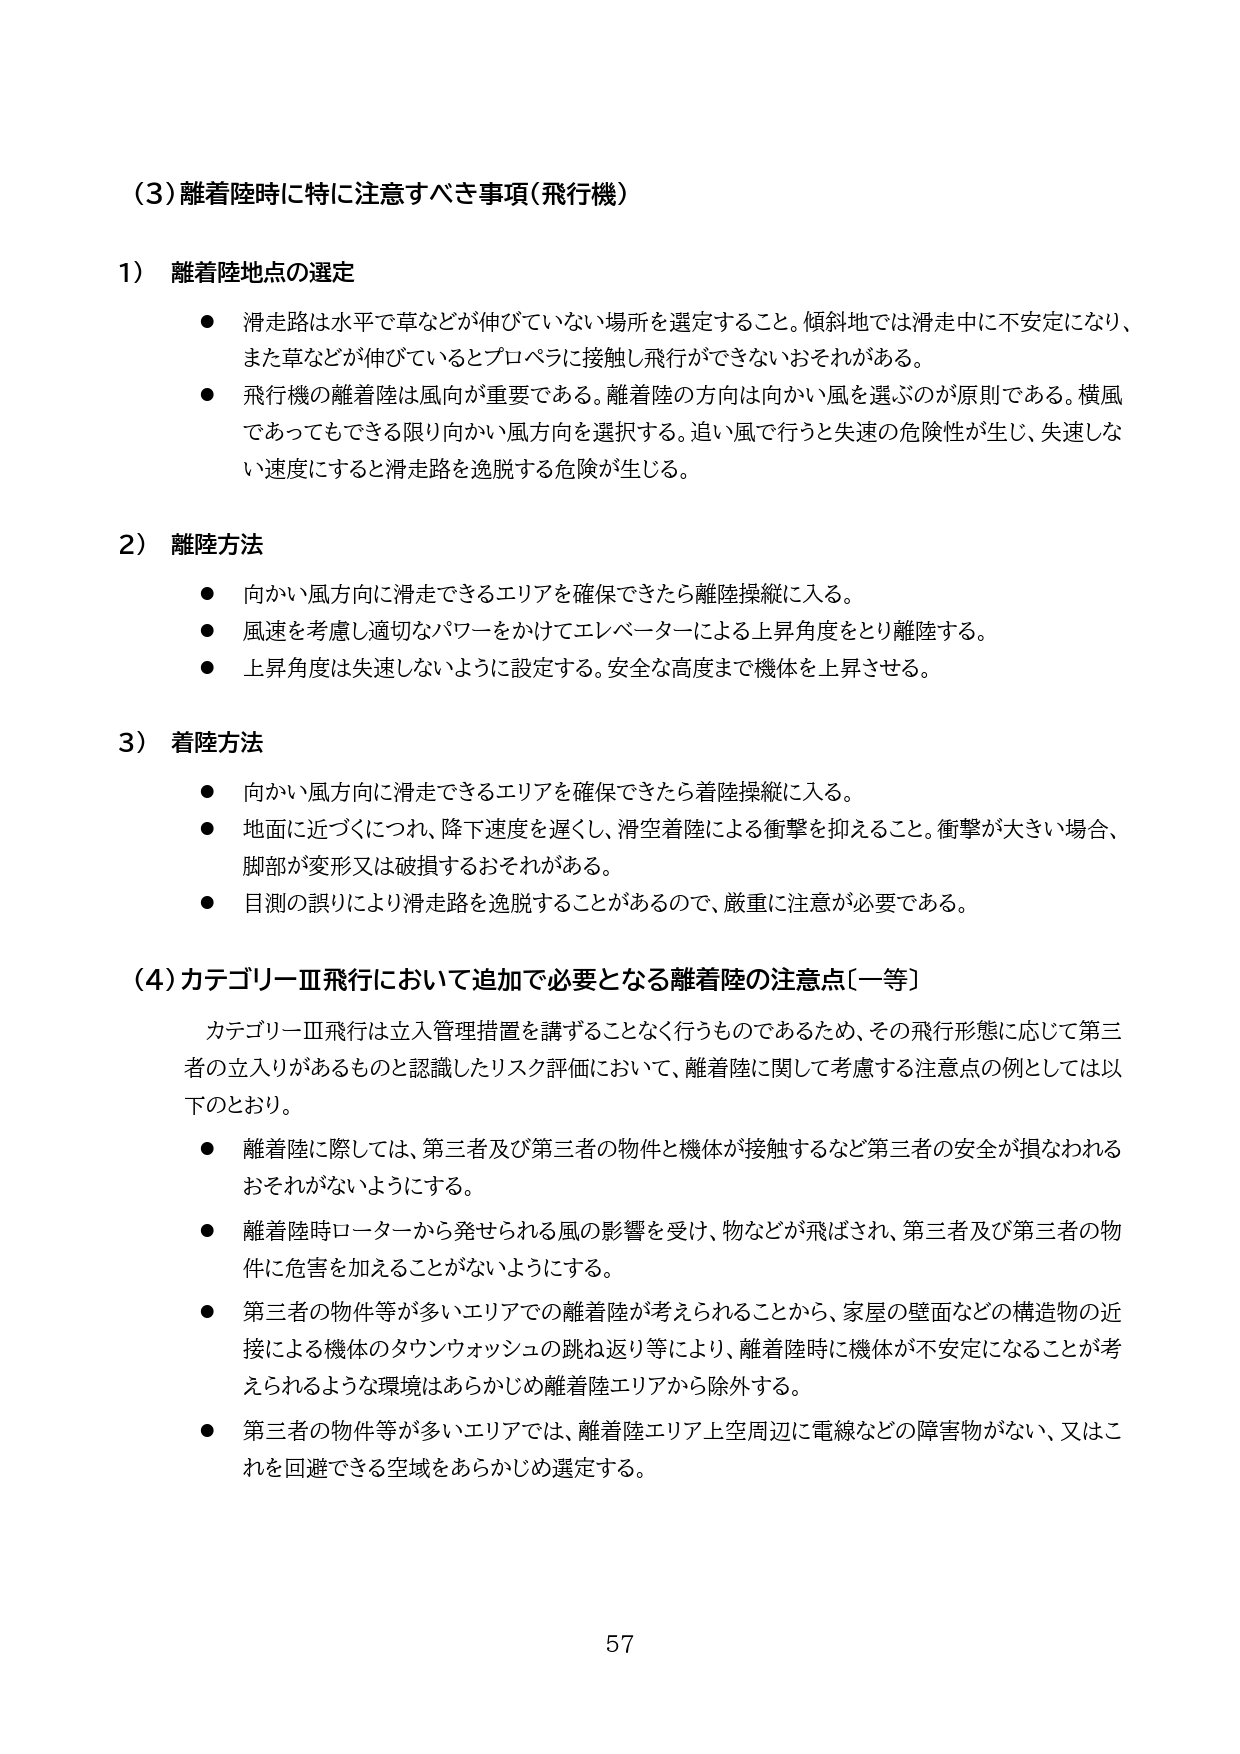 （３）離着陸時に特に注意すべき事項（飛行機）
１） 離着陸地点の選定
● 滑走路は水平で草などが伸びていない場所を選定すること。傾斜地では滑走中に不安定になり、
また草などが伸びているとプロペラに接触し飛行ができないおそれがある。
● 飛行機の離着陸は風向が重要である。離着陸の方向は向かい風を選ぶのが原則である。横風
であってもできる限り向かい風方向を選択する。追い風で行うと失速の危険性が生じ、失速しな
い速度にすると滑走路を逸脱する危険が生じる。
２） 離陸方法
● 向かい風方向に滑走できるエリアを確保できたら離陸操縦に入る。
● 風速を考慮し適切なパワーをかけてエレベーターによる上昇角度をとり離陸する。
● 上昇角度は失速しないように設定する。安全な高度まで機体を上昇させる。
３） 着陸方法
● 向かい風方向に滑走できるエリアを確保できたら着陸操縦に入る。
● 地面に近づくにつれ、降下速度を遅くし、滑空着陸による衝撃を抑えること。衝撃が大きい場合、
脚部が変形又は破損するおそれがある。
● 目測の誤りにより滑走路を逸脱することがあるので、厳重に注意が必要である。
（４）カテゴリーⅢ飛行において追加で必要となる離着陸の注意点〔一等〕
カテゴリーⅢ飛行は立入管理措置を講ずることなく行うものであるため、その飛行形態に応じて第三
者の立入りがあるものと認識したリスク評価において、離着陸に関して考慮する注意点の例としては以
下のとおり。
● 離着陸に際しては、第三者及び第三者の物件と機体が接触するなど第三者の安全が損なわれる
おそれがないようにする。
● 離着陸時ローターから発せられる風の影響を受け、物などが飛ばされ、第三者及び第三者の物
件に危害を加えることがないようにする。
● 第三者の物件等が多いエリアでの離着陸が考えられることから、家屋の壁面などの構造物の近
接による機体のタウンウォッシュの跳ね返り等により、離着陸時に機体が不安定になることが考
えられるような環境はあらかじめ離着陸エリアから除外する。
● 第三者の物件等が多いエリアでは、離着陸エリア上空周辺に電線などの障害物がない、又はこ
れを回避できる空域をあらかじめ選定する。
57